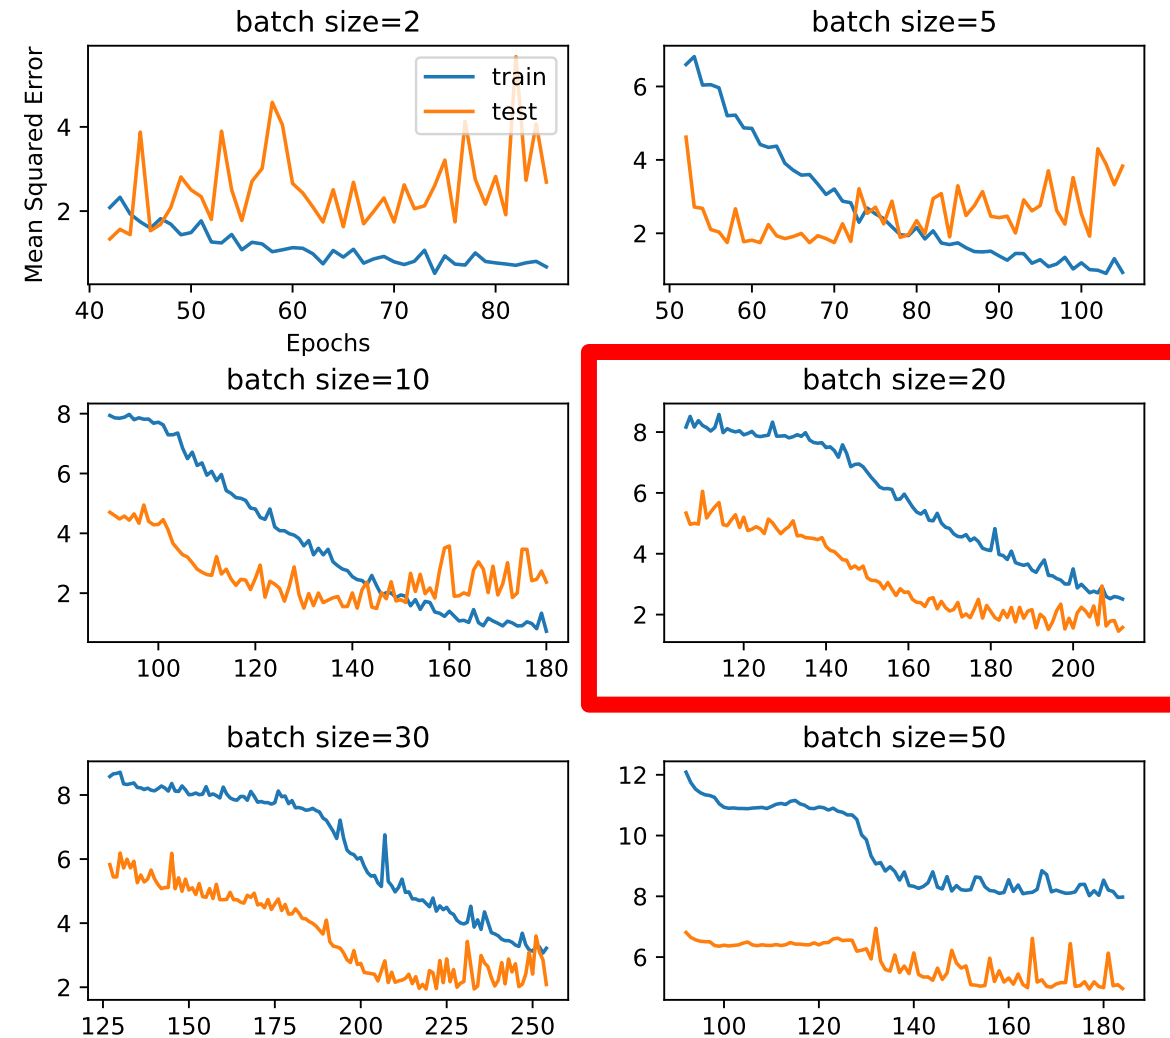 batch size=2
batch size=5
Mean Squared Error
train
test
4
2
6
4
2
40 50 60 70 80
50 60 70 80 90 100
Epochs
batch size=10
batch size=20
8
6
4
2
8
6
4
2
100 120 140 160 180
120 140 160 180 200
batch size=30
batch size=50
8
6
4
2
12
10
8
6
125 150 175 200 225 250
100 120 140 160 180